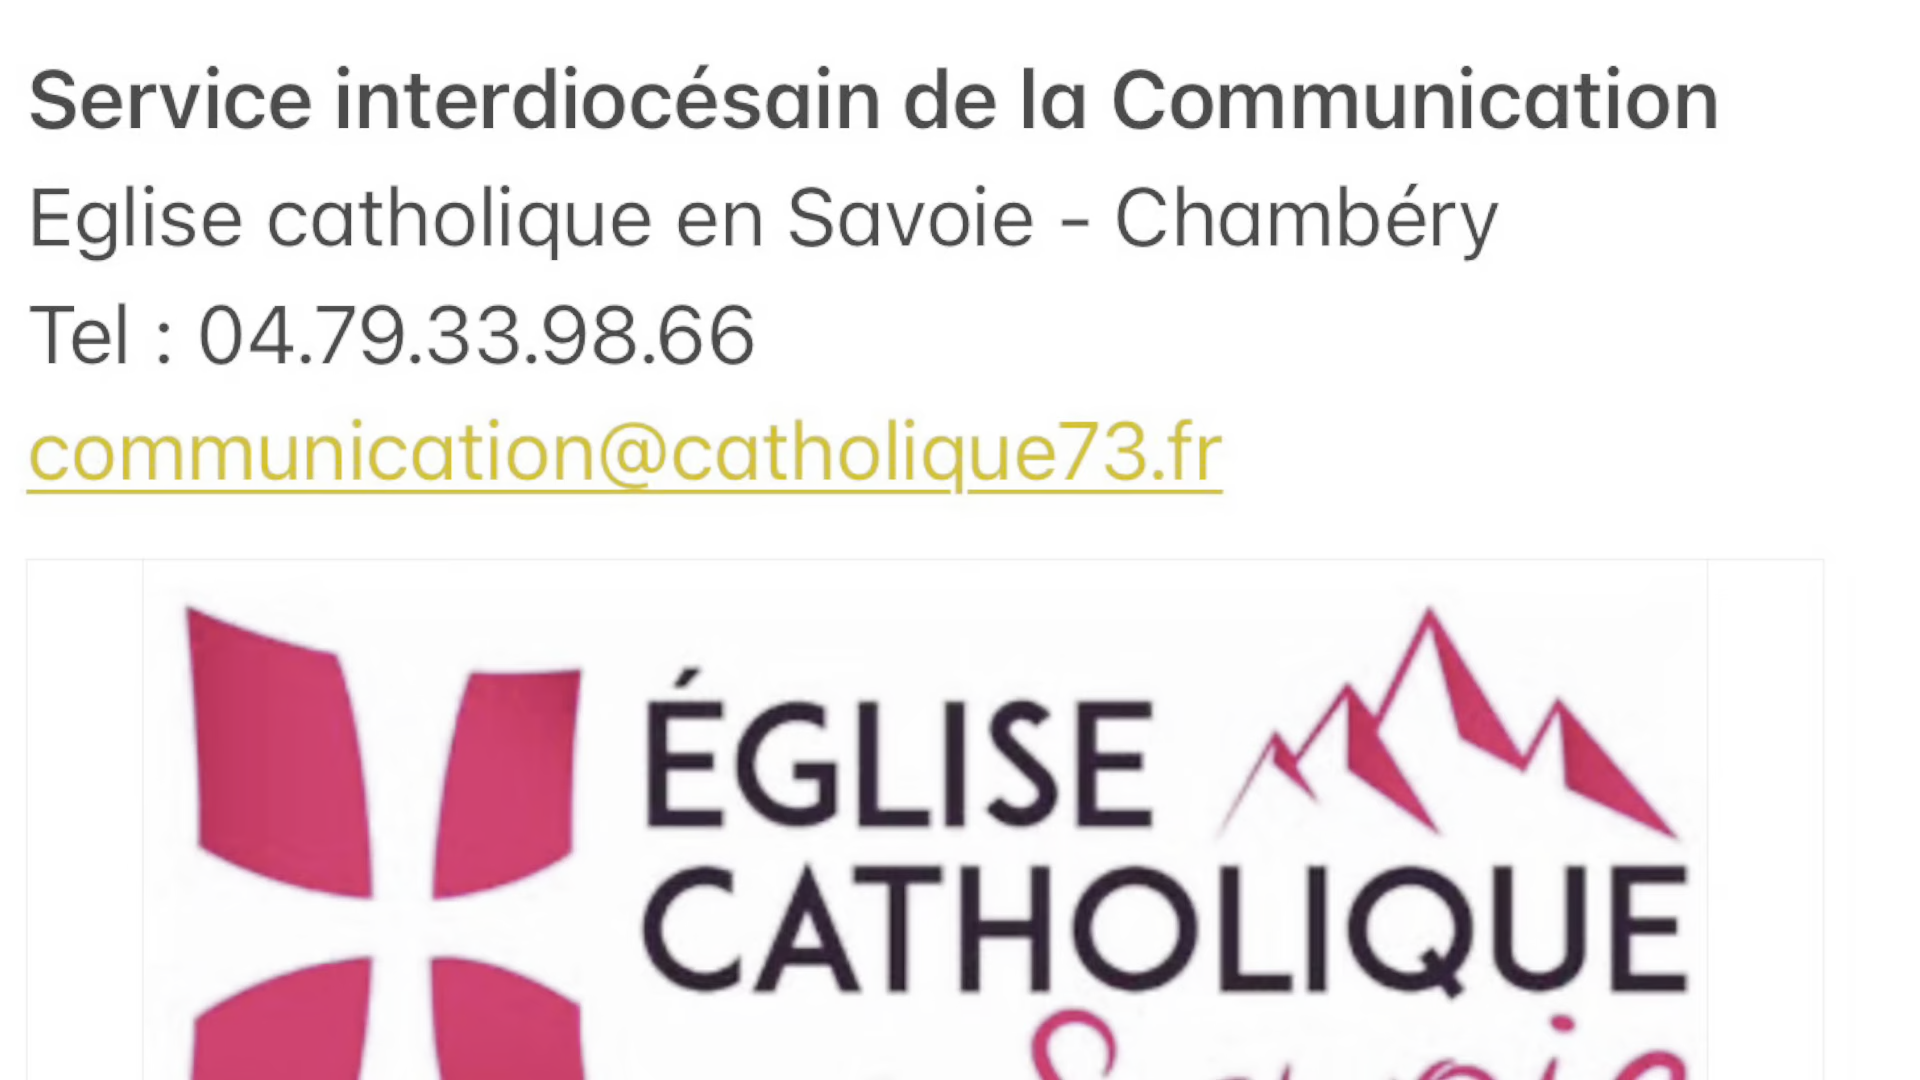 Service interdiocésain de la Communication
Eglise catholique en Savoie - Chambéry
Tel : 04.79.33.98.66
communication@catholique73.fr
ÉGLISE
CATHOLIQUE